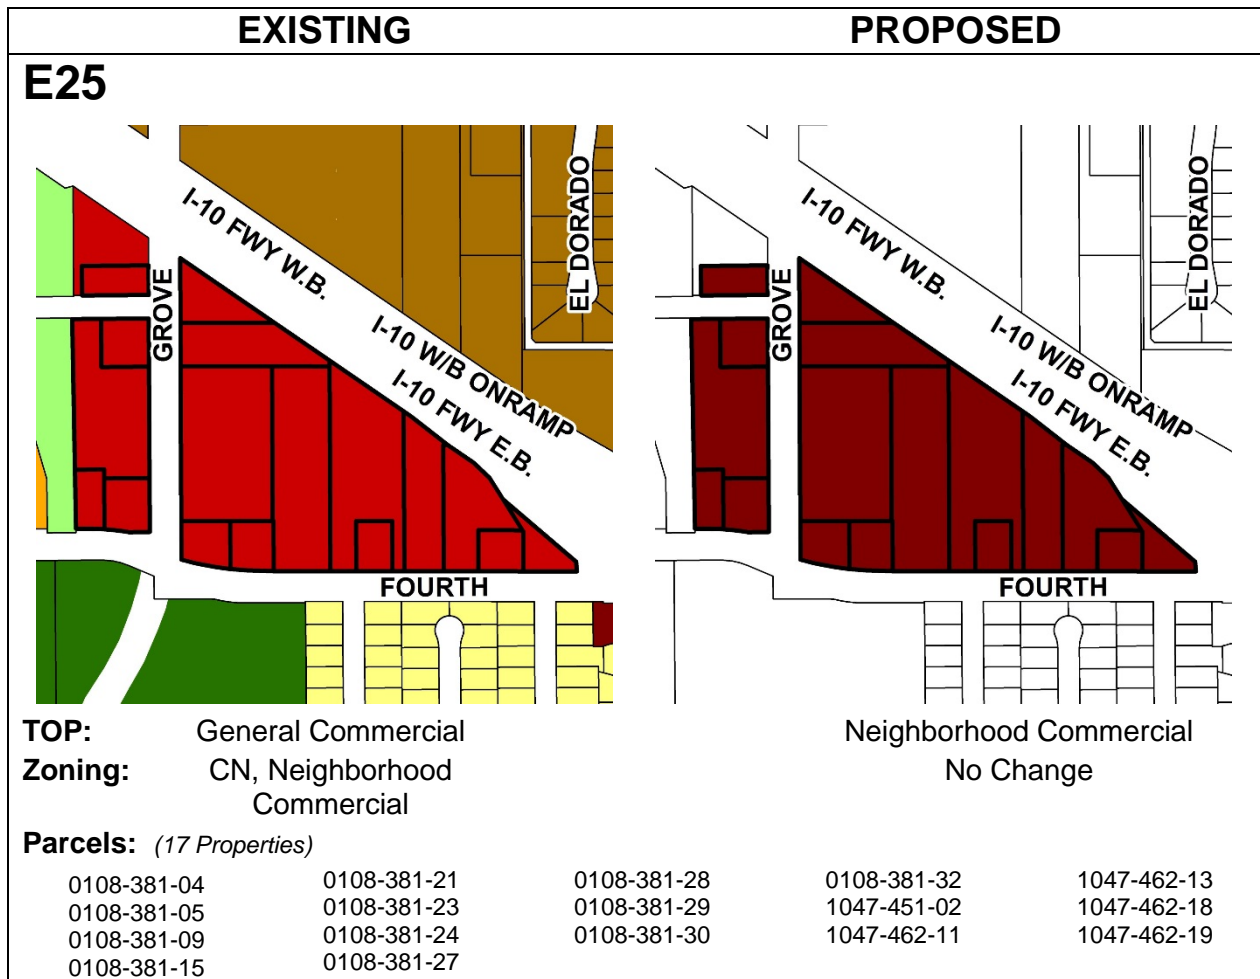 EXISTING PROPOSED
E25
EL DORADO
I-10 FWY W.B.
GROVE
I-10 W/B ONRAMP
I-10 FWY E.B.
FOURTH
EL DORADO
I-10 FWY W.B.
GROVE
I-10 W/B ONRAMP
I-10 FWY E.B.
FOURTH
TOP: General Commercial Neighborhood Commercial
Zoning: CN, Neighborhood No Change
Commercial
Parcels: (17 Properties)
0108-381-04 0108-381-21 0108-381-28 0108-381-32 1047-462-13
0108-381-05 0108-381-23 0108-381-29 1047-451-02 1047-462-18
0108-381-09 0108-381-24 0108-381-30 1047-462-11 1047-462-19
0108-381-15 0108-381-27